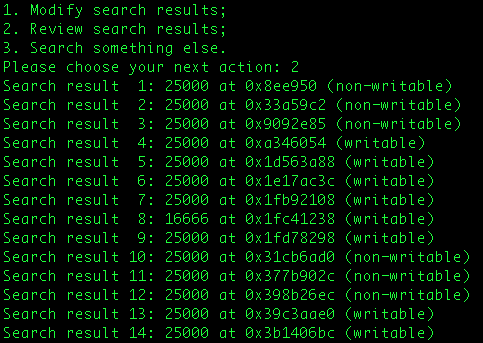 1. Modify search results;
2. Review search results;
3. Search something else.
Please choose your next action: 2
Search result  1: 25000 at 0x8ee950 (non-writable)
Search result  2: 25000 at 0x33a59c2 (non-writable)
Search result  3: 25000 at 0x9092e85 (non-writable)
Search result  4: 25000 at 0xa346054 (writable)
Search result  5: 25000 at 0x1d563a88 (writable)
Search result  6: 25000 at 0x1e17ac3c (writable)
Search result  7: 25000 at 0x1fb92108 (writable)
Search result  8: 16666 at 0x1fc41238 (writable)
Search result  9: 25000 at 0x1fd78298 (writable)
Search result 10: 25000 at 0x31cb6ad0 (non-writable)
Search result 11: 25000 at 0x377b902c (non-writable)
Search result 12: 25000 at 0x398b26ec (non-writable)
Search result 13: 25000 at 0x39c3aae0 (writable)
Search result 14: 25000 at 0x3b1406bc (writable)